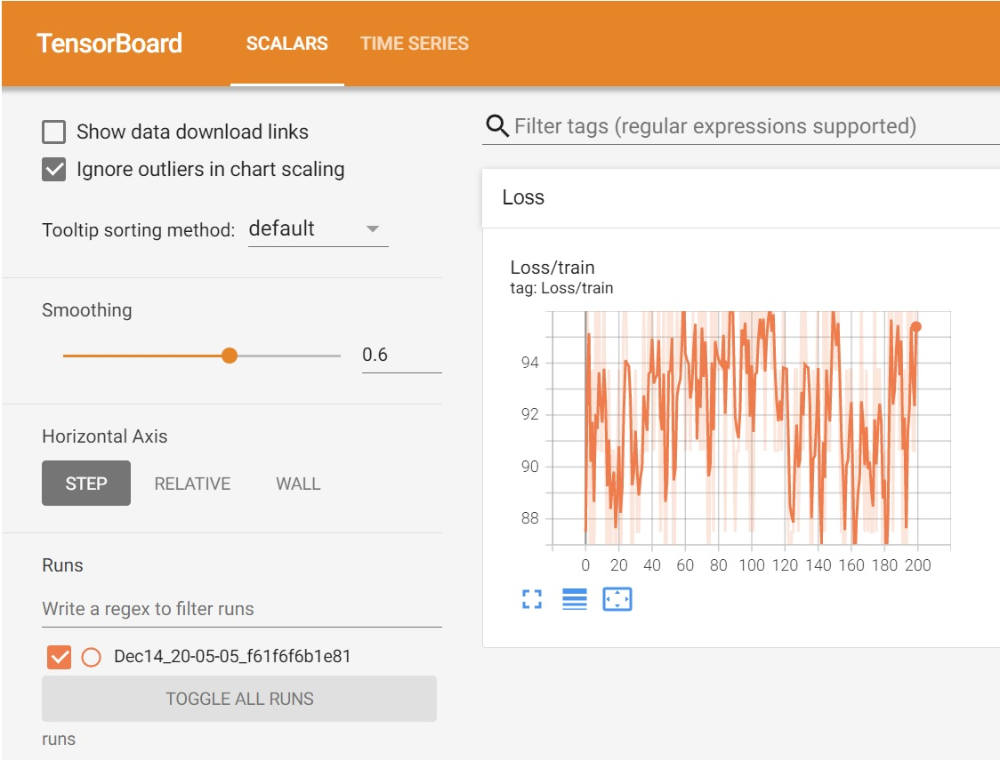 TensorBoard SCALARS TIME SERIES
Show data download links
Ignore outliers in chart scaling
Tooltip sorting method: default
Smoothing
0.6
Horizontal Axis
STEP RELATIVE WALL
Runs
Write a regex to filter runs
Dec14_20-05-05_f61f6f6b1e81
TOGGLE ALL RUNS
runs
Filter tags (regular expressions supported)
Loss
Loss/train
tag: Loss/train
94
92
90
88
0 20 40 60 80 100 120 140 160 180 200